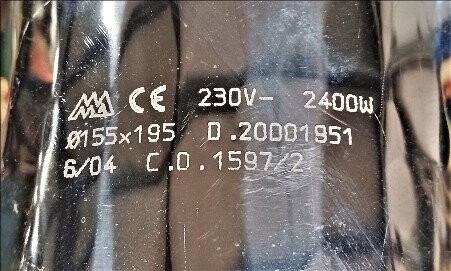 CE 230V- 2400W
Ø155x195 D.20001951
6/04 C.O.1597/2